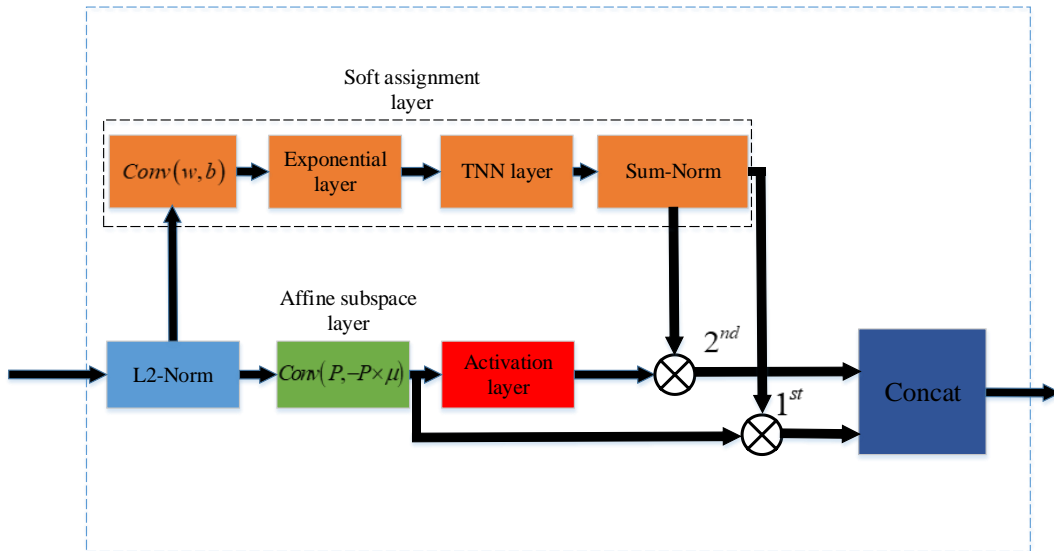 Soft assignment
layer
Conv(w,b)
Exponential
layer
TNN layer
Sum-Norm
Affine subspace
layer
L2-Norm
Conv(P,−P×μ)
Activation
layer
2nd
1st
Concat